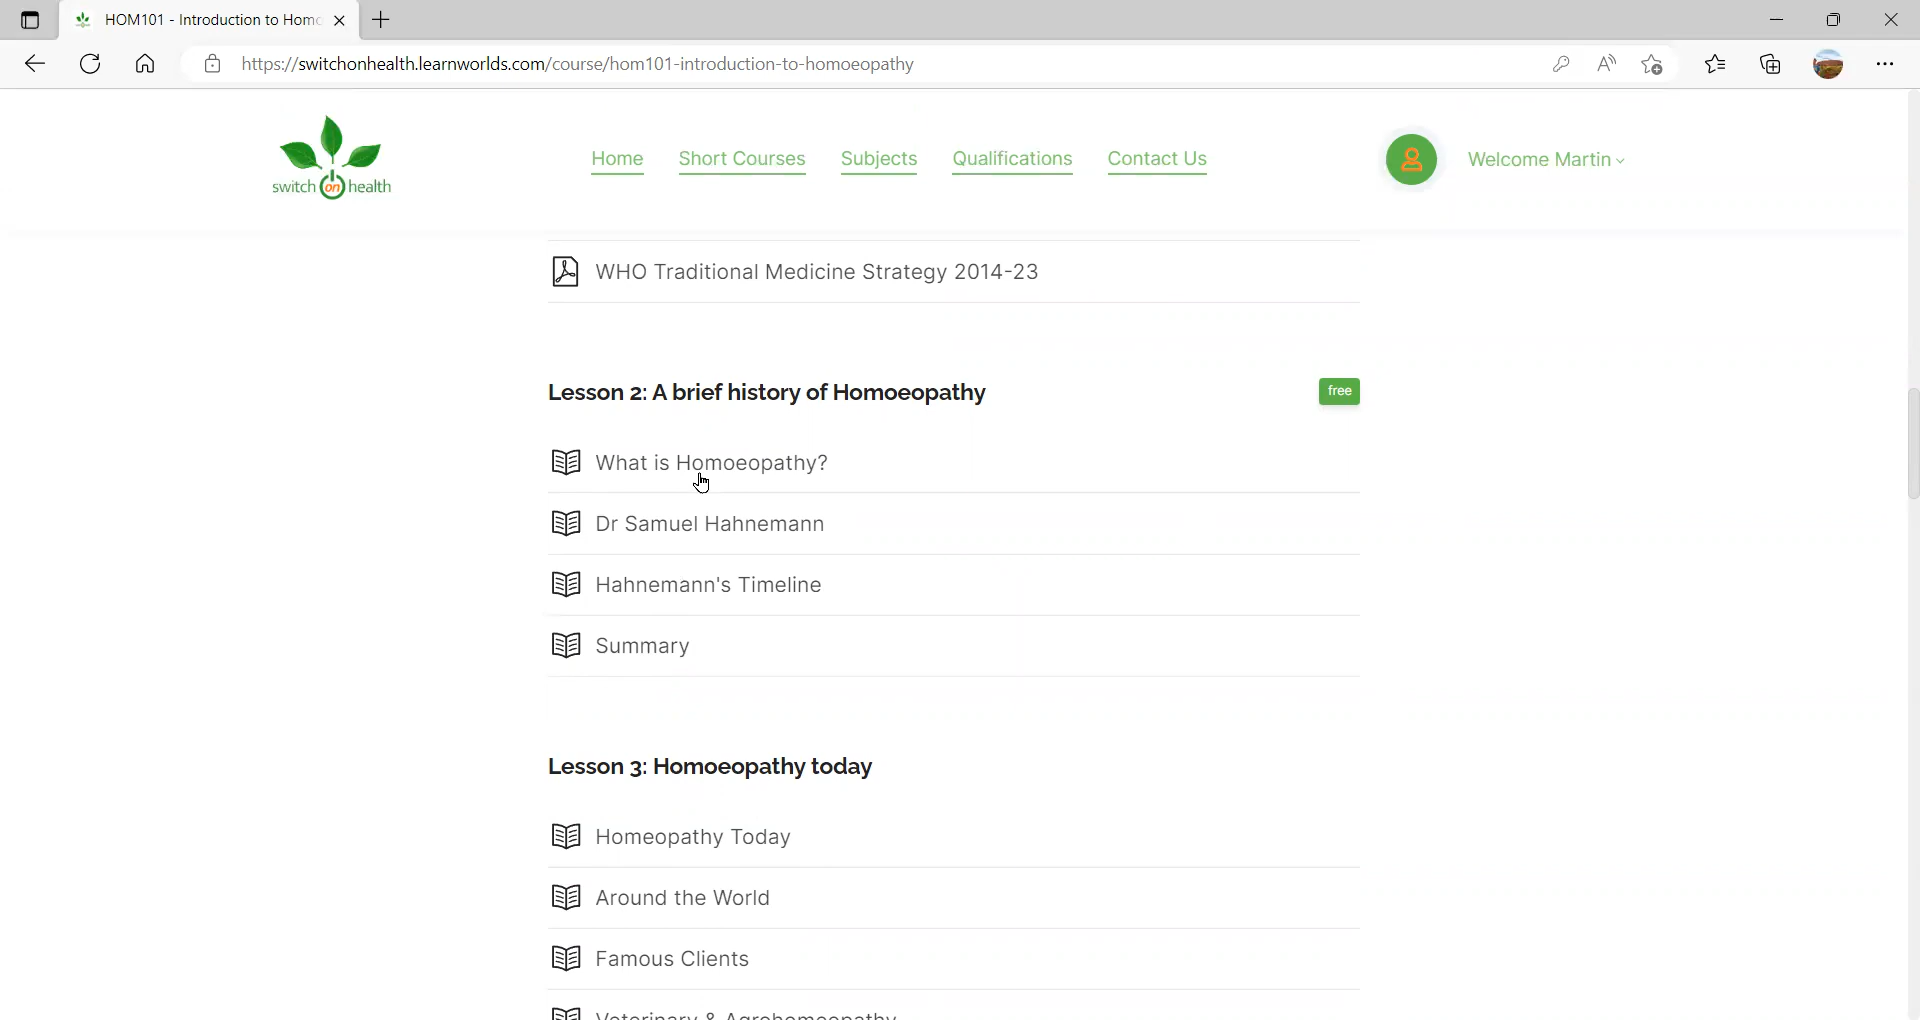 HOM101 - Introduction to Homo
https://switchonhealth.learnworlds.com/course/hom101-introduction-to-homoeopathy
switch on health
Home Short Courses Subjects Qualifications Contact Us
Welcome Martin
WHO Traditional Medicine Strategy 2014-23
Lesson 2: A brief history of Homoeopathy
free
What is Homoeopathy?
Dr Samuel Hahnemann
Hahnemann's Timeline
Summary
Lesson 3: Homoeopathy today
Homeopathy Today
Around the World
Famous Clients
Veterinary & Agrohomeopathy